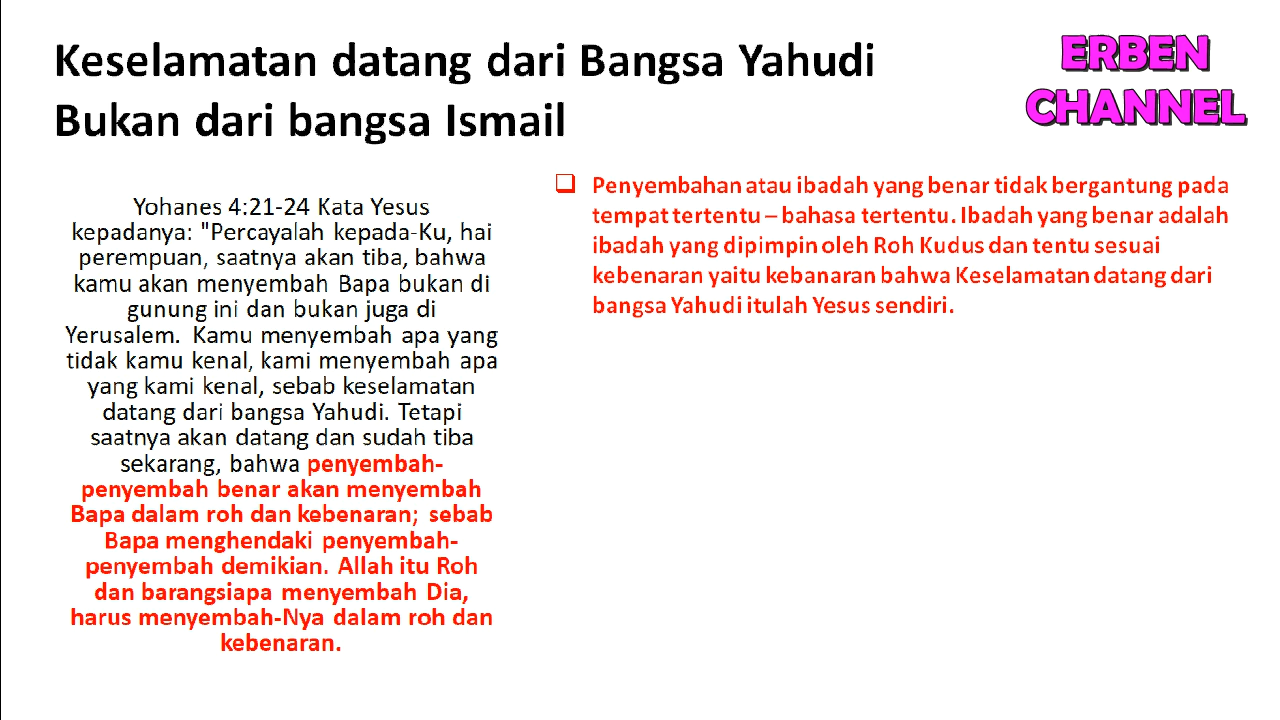 Keselamatan datang dari Bangsa Yahudi
Bukan dari bangsa Ismail
ERBEN
CHANNEL
Yohanes 4:21-24 Kata Yesus
kepadanya: "Percayalah kepada-Ku, hai
perempuan, saatnya akan tiba, bahwa
kamu akan menyembah Bapa bukan di
gunung ini dan bukan juga di
Yerusalem. Kamu menyembah apa yang
tidak kamu kenal, kami menyembah apa
yang kami kenal, sebab keselamatan
datang dari bangsa Yahudi. Tetapi
saatnya akan datang dan sudah tiba
sekarang, bahwa penyembah-
penyembah benar akan menyembah
Bapa dalam roh dan kebenaran; sebab
Bapa menghendaki penyembah-
penyembah demikian. Allah itu Roh
dan barangsiapa menyembah Dia,
harus menyembah-Nya dalam roh dan
kebenaran.
Penyembahan atau ibadah yang benar tidak bergantung pada
tempat tertentu – bahasa tertentu. Ibadah yang benar adalah
ibadah yang dipimpin oleh Roh Kudus dan tentu sesuai
kebenaran yaitu kebanaran bahwa Keselamatan datang dari
bangsa Yahudi itulah Yesus sendiri.